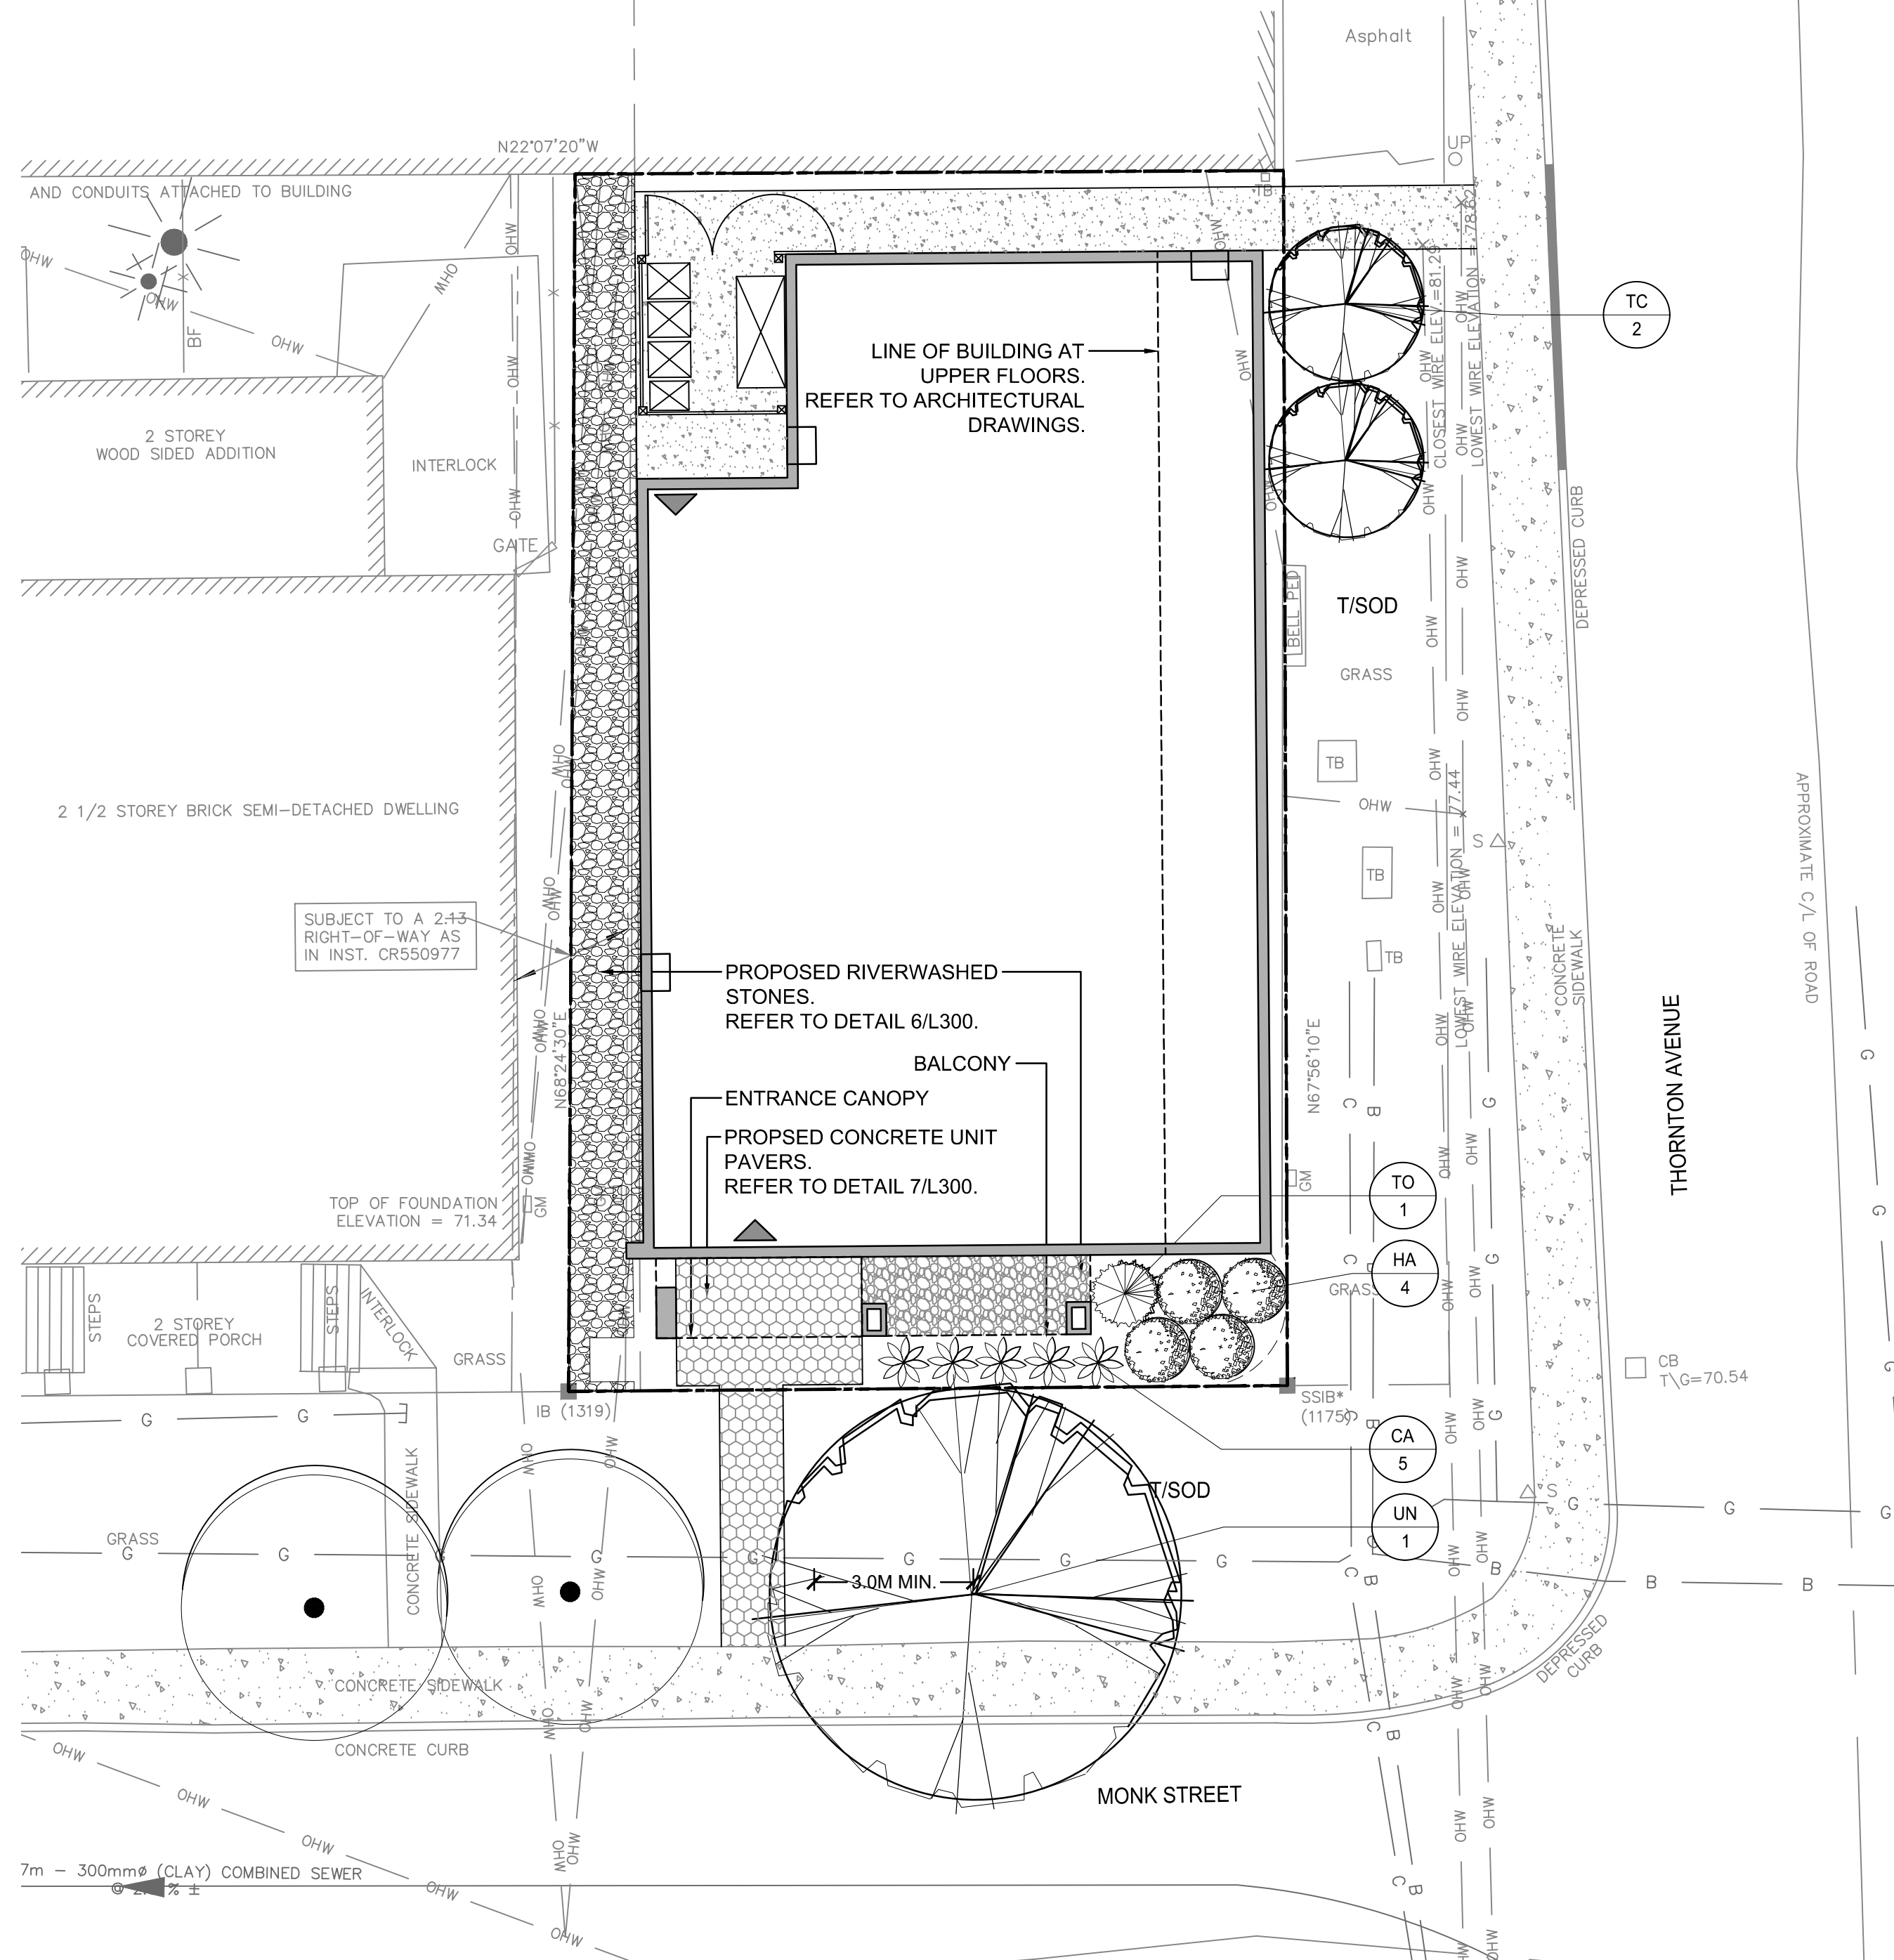 Asphalt
UP
N22°07'20"W
AND CONDUITS ATTACHED TO BUILDING
TB
OHW
OHW
OHW
OHW
OHW
OHW
OHW
BF
CLOSEST WIRE ELEV.=81.29
LOWEST WIRE ELEVATION = 78.62
TC
2
LINE OF BUILDING AT
UPPER FLOORS.
REFER TO ARCHITECTURAL
DRAWINGS.
2 STOREY
WOOD SIDED ADDITION
INTERLOCK
GATE
DEPRESSED CURB
BELL PED
T/SOD
GRASS
TB
OHW
2 1/2 STOREY BRICK SEMI-DETACHED DWELLING
S
TB
LOWEST WIRE ELEVATION = 77.44
APPROXIMATE C/L OF ROAD
SUBJECT TO A 2.13
RIGHT-OF-WAY AS
IN INST. CR550977
TB
CONCRETE
SIDEWALK
PROPOSED RIVERWASHED
STONES.
REFER TO DETAIL 6/L300.
N68°24'30"E
N67°56'10"E
THORNTON AVENUE
BALCONY
ENTRANCE CANOPY
PROPSED CONCRETE UNIT
PAVERS.
REFER TO DETAIL 7/L300.
C
B
G
G
G
TOP OF FOUNDATION
ELEVATION = 71.34
GM
GM
TO
1
HA
4
GRASS
STEPS
2 STOREY
COVERED PORCH
STEPS
INTERLOCK
GRASS
CB
T\G=70.54
IB (1319)
SSIB*
(1175)
G
G
CA
5
T/SOD
UN
1
S
G
G
G
CONCRETE SIDEWALK
GRASS
G
G
G
G
G
G
G
3.0M MIN.
B
B
B
DEPRESSED
CURB
CONCRETE SIDEWALK
CONCRETE CURB
OHW
OHW
OHW
OHW
OHW
MONK STREET
C
B
C
B
7m - 300mmø (CLAY) COMBINED SEWER
% ±